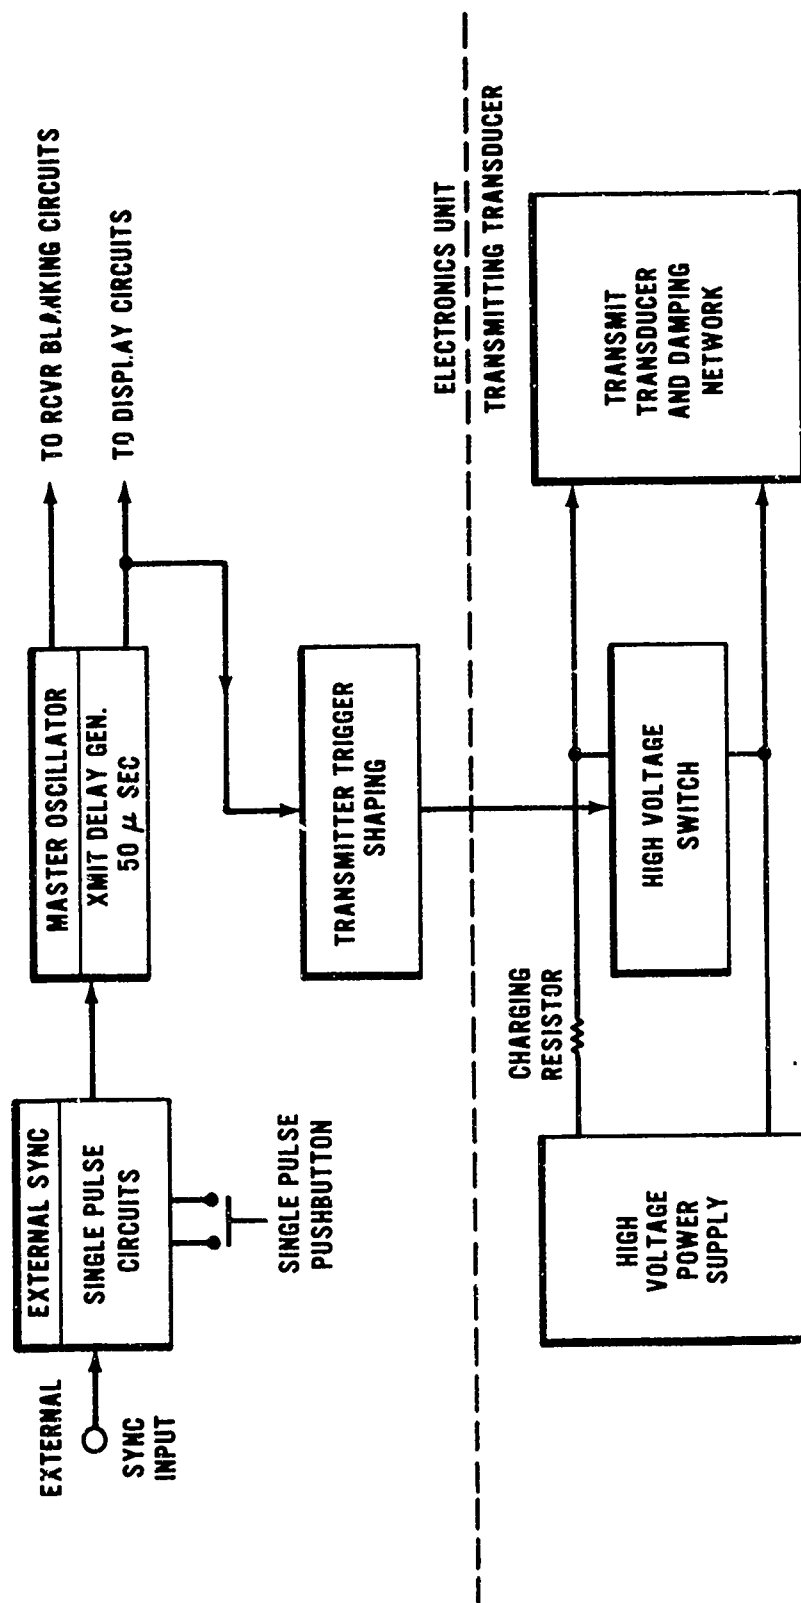 TO RCVR BLANKING CIRCUITS
TO DISPLAY CIRCUITS
MASTER OSCILLATOR
XMIT DELAY GEN.
50 μ SEC
EXTERNAL SYNC
SINGLE PULSE
CIRCUITS
EXTERNAL
SYNC
INPUT
SINGLE PULSE
PUSHBUTTON
TRANSMITTER TRIGGER
SHAPING
ELECTRONICS UNIT
TRANSMITTING TRANSDUCER
CHARGING
RESISTOR
HIGH
VOLTAGE
POWER
SUPPLY
HIGH VOLTAGE
SWITCH
TRANSMIT
TRANSDUCER
AND DAMPING
NETWORK